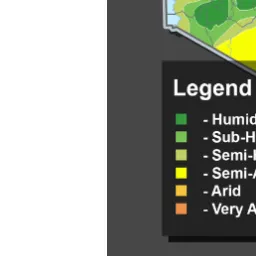 Legend
- Humid
- Sub-H
- Semi-
- Semi-A
- Arid
- Very A